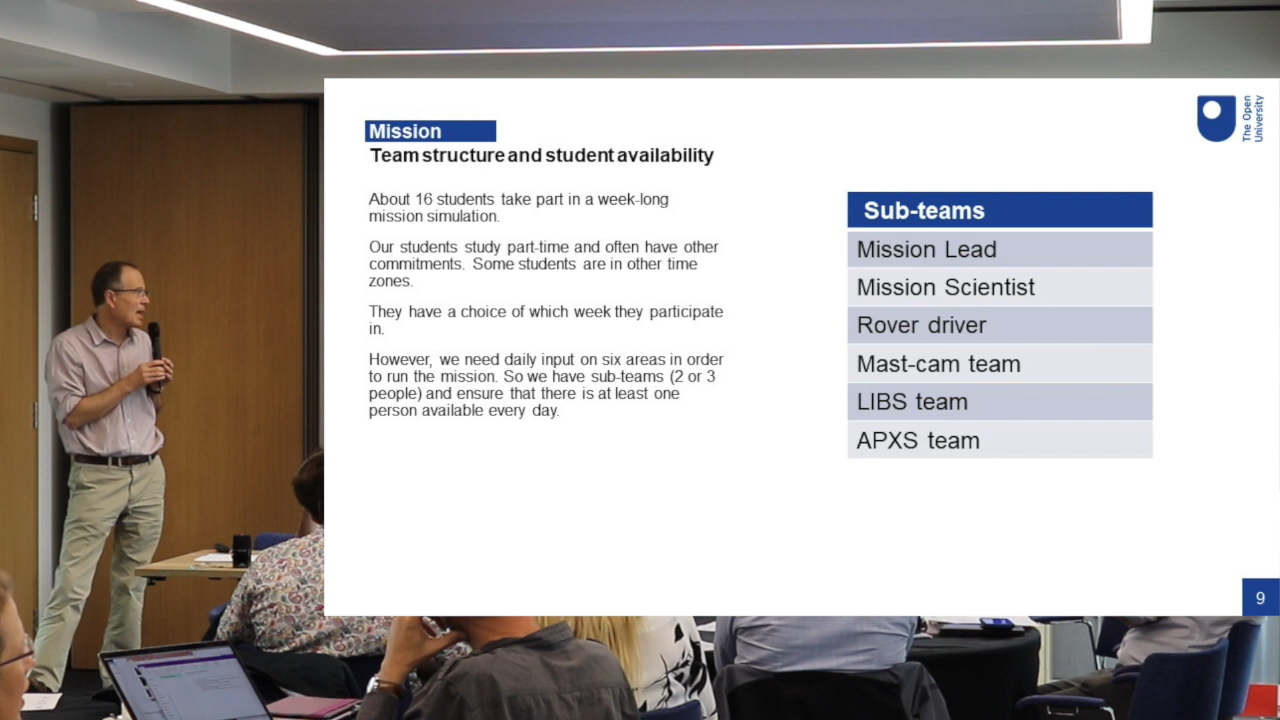 Mission
Team structure and student availability
About 16 students take part in a week-long
mission simulation.
Our students study part-time and often have other
commitments. Some students are in other time
zones.
They have a choice of which week they participate
in.
However, we need daily input on six areas in order
to run the mission. So we have sub-teams (2 or 3
people) and ensure that there is at least one
person available every day.
Sub-teams
Mission Lead
Mission Scientist
Rover driver
Mast-cam team
LIBS team
APXS team
The Open
University
9